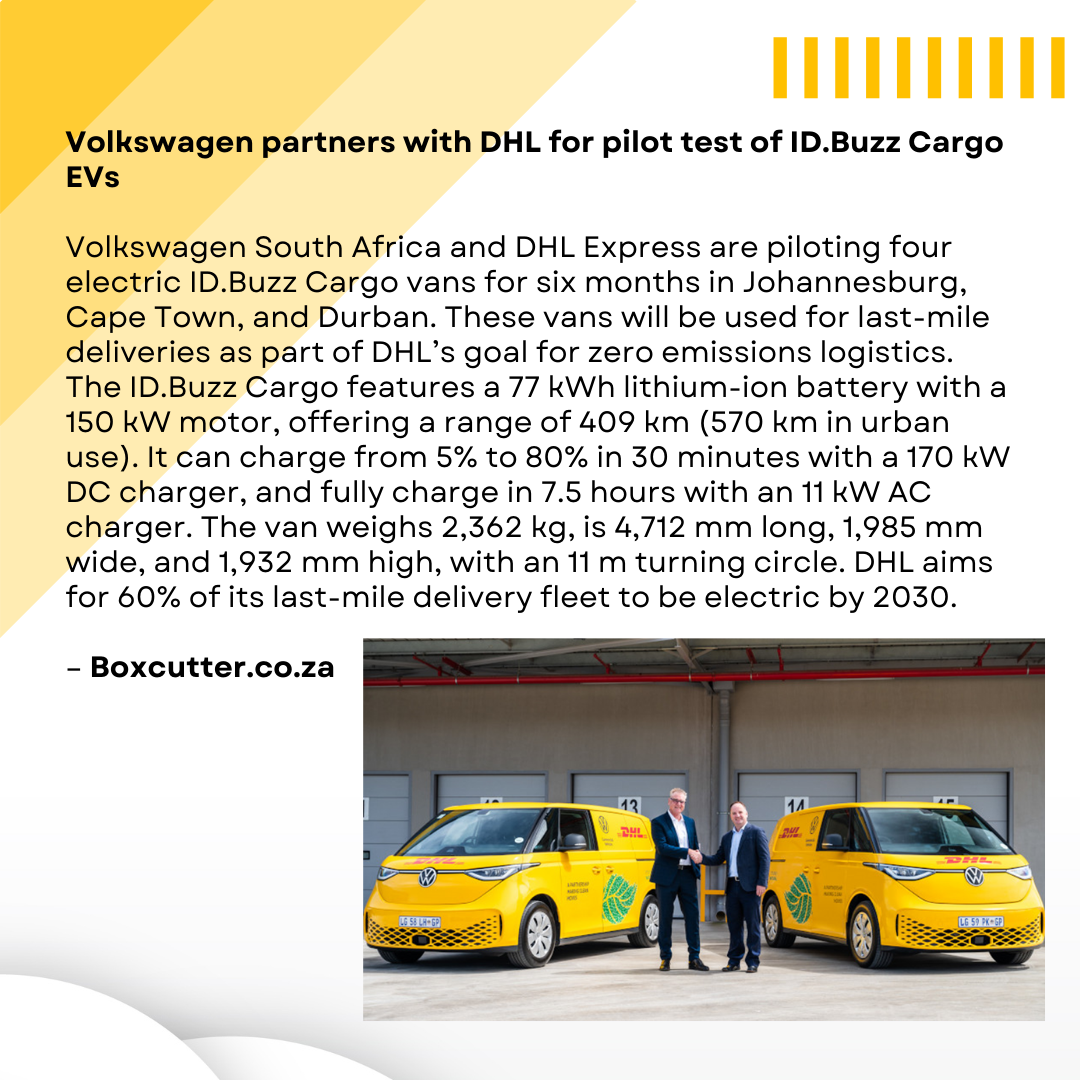 Volkswagen partners with DHL for pilot test of ID.Buzz Cargo
EVs
Volkswagen South Africa and DHL Express are piloting four
electric ID.Buzz Cargo vans for six months in Johannesburg,
Cape Town, and Durban. These vans will be used for last-mile
deliveries as part of DHL’s goal for zero emissions logistics.
The ID.Buzz Cargo features a 77 kWh lithium-ion battery with a
150 kW motor, offering a range of 409 km (570 km in urban
use). It can charge from 5% to 80% in 30 minutes with a 170 kW
DC charger, and fully charge in 7.5 hours with an 11 kW AC
charger. The van weighs 2,362 kg, is 4,712 mm long, 1,985 mm
wide, and 1,932 mm high, with an 11 m turning circle. DHL aims
for 60% of its last-mile delivery fleet to be electric by 2030.
– Boxcutter.co.za
13
14
DHL
DHL
DHL
DHL
LG 58 LH GP
LG 59 PK GP